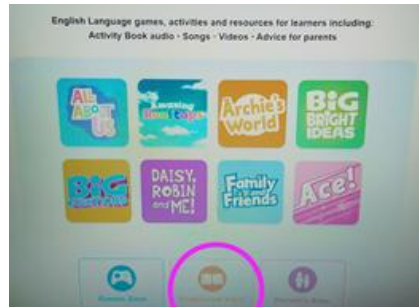 English Language games, activities and resources for learners including:
Activity Book audio • Songs • Videos • Advice for parents
ALL ABOUT US
Amazing Rooftops
Archie's World
BiG BRiGHT IDEAS
BiG
DAISY, ROBIN and ME!
Family and Friends
Ace!